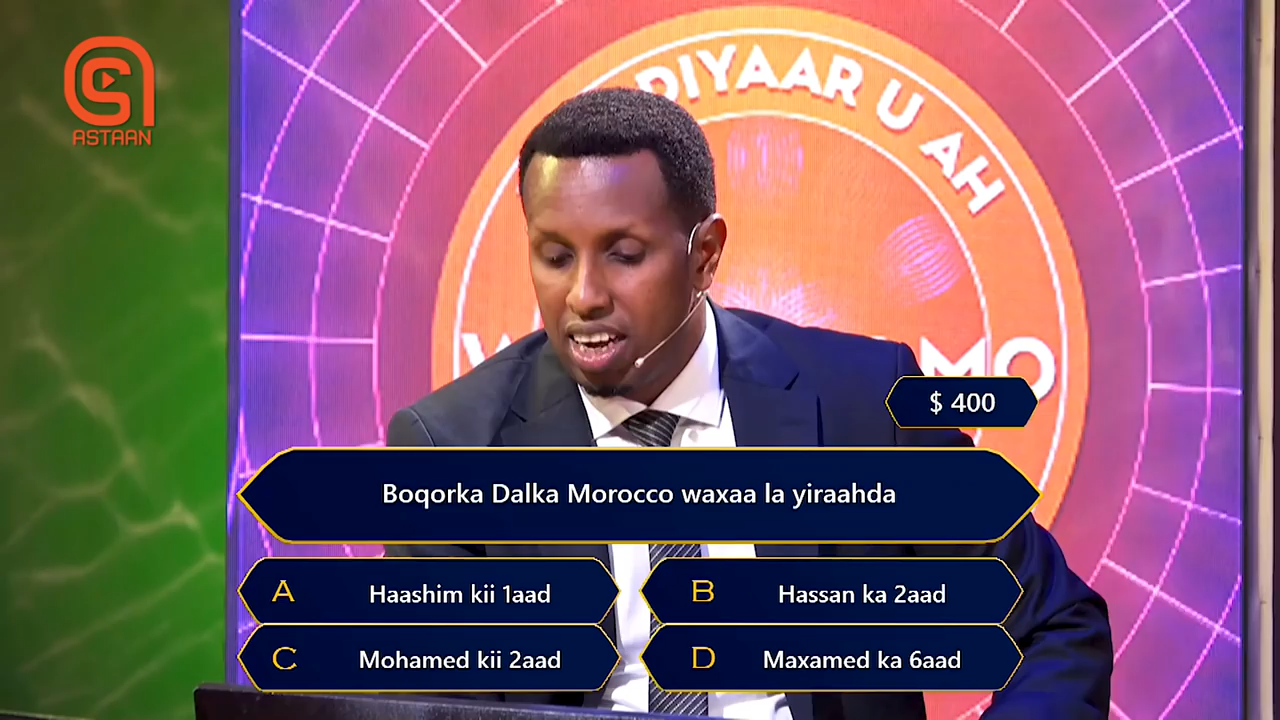 ASTAAN
DIYAAR U AH
MO
$ 400
Boqorka Dalka Morocco waxaa la yiraahda
A Haashim kii 1aad
B Hassan ka 2aad
C Mohamed kii 2aad
D Maxamed ka 6aad